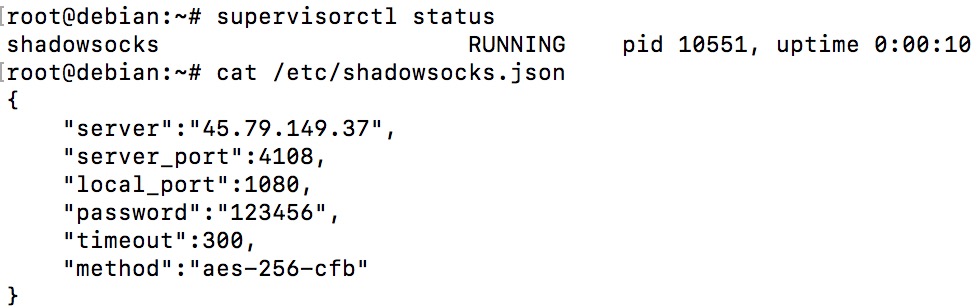 [root@debian:~# supervisorctl status
shadowsocks                      RUNNING    pid 10551, uptime 0:00:10
[root@debian:~# cat /etc/shadowsocks.json
{
    "server":"45.79.149.37",
    "server_port":4108,
    "local_port":1080,
    "password":"123456",
    "timeout":300,
    "method":"aes-256-cfb"
}